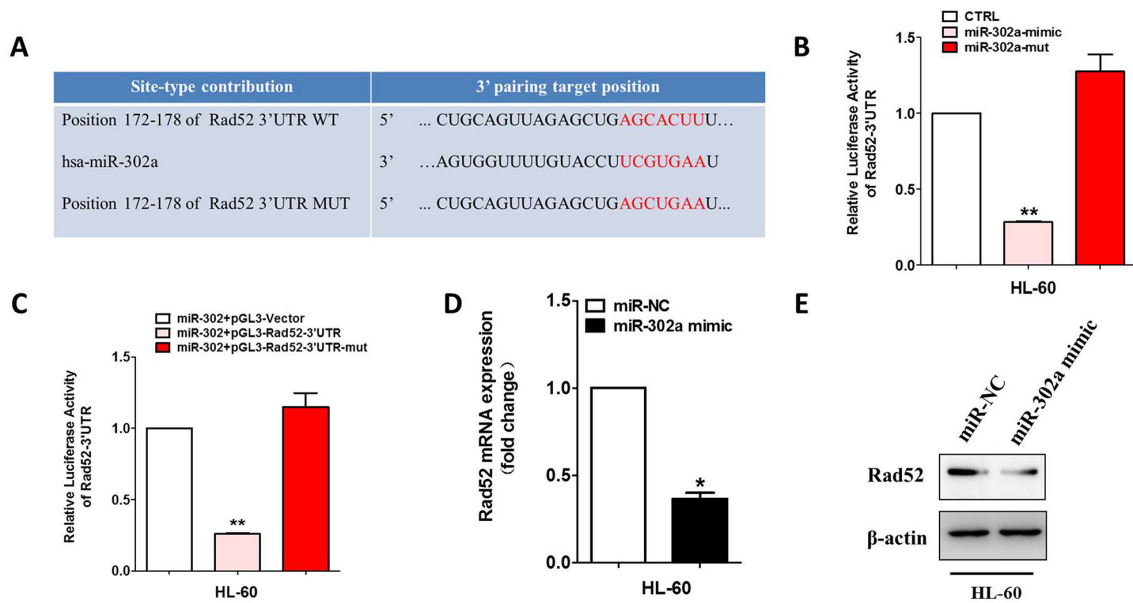 A
Site-type contribution 3’ pairing target position
Position 172-178 of Rad52 3’UTR WT 5’ ... CUGCAGUUAGAGCUGAGCACUUU...
hsa-miR-302a 3’ ...AGUGGUUUUGUACCUUCGUGAAU
Position 172-178 of Rad52 3’UTR MUT 5’ ... CUGCAGUUAGAGCUGAGCUGAAU...
B
CTRL
miR-302a-mimic
miR-302a-mut
Relative Luciferase Activity
of Rad52-3'UTR
1.5
1.0
0.5
0.0
**
HL-60
C
miR-302+pGL3-Vector
miR-302+pGL3-Rad52-3'UTR
miR-302+pGL3-Rad52-3'UTR-mut
Relative Luciferase Activity
of Rad52-3'UTR
1.5
1.0
0.5
0.0
**
HL-60
D
miR-NC
miR-302a mimic
Rad52 mRNA expression
(fold change)
1.5
1.0
0.5
0.0
*
HL-60
E
miR-NC
miR-302a mimic
Rad52
β-actin
HL-60